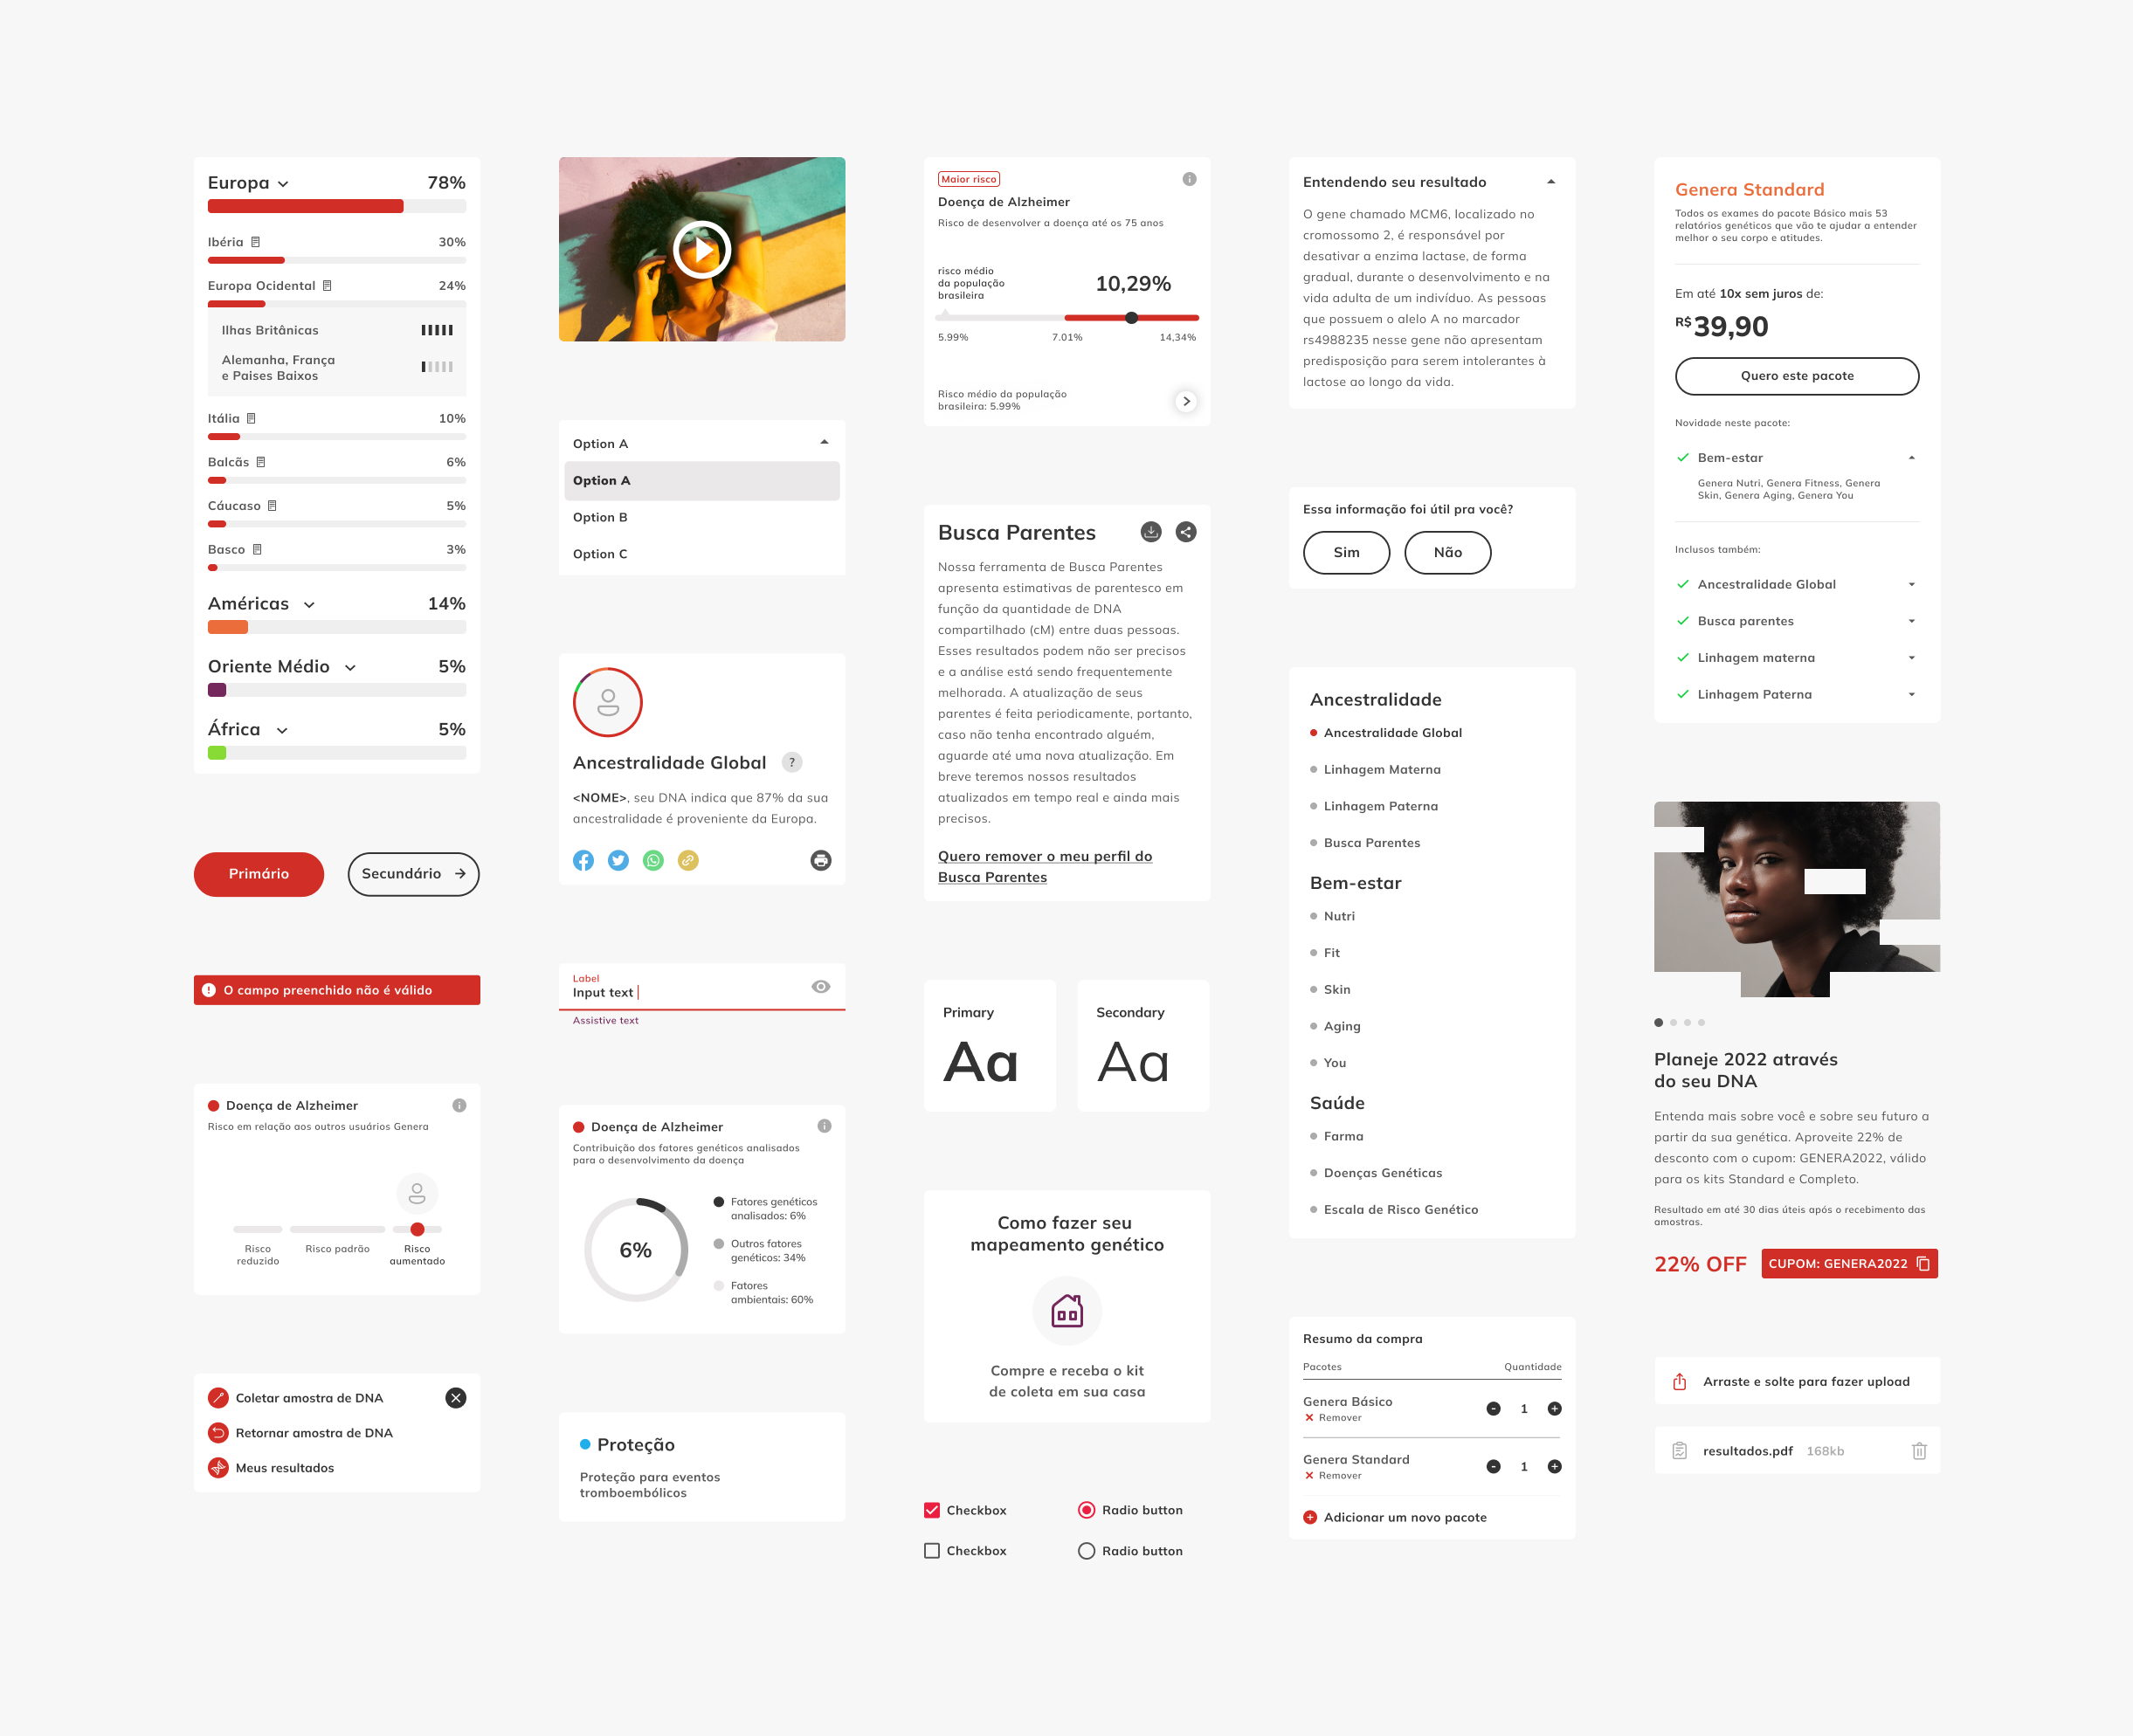 Europa 78%
Ibéria 30%
Europa Ocidental 24%
Ilhas Britânicas
Alemanha, França
e Paises Baixos
Itália 10%
Balcãs 6%
Cáucaso 5%
Basco 3%
Américas 14%
Oriente Médio 5%
África 5%
Primário
Secundário
O campo preenchido não é válido
Doença de Alzheimer
Risco em relação aos outros usuários Genera
Risco
reduzido
Risco padrão
Risco
aumentado
Coletar amostra de DNA
Retornar amostra de DNA
Meus resultados
Option A
Option A
Option B
Option C
Ancestralidade Global ?
<NOME>, seu DNA indica que 87% da sua
ancestralidade é proveniente da Europa.
Label
Input text
Assistive text
Doença de Alzheimer
Contribuição dos fatores genéticos analisados
para o desenvolvimento da doença
6%
Fatores genéticos
analisados: 6%
Outros fatores
genéticos: 34%
Fatores
ambientais: 60%
Proteção
Proteção para eventos
tromboembólicos
Maior risco
Doença de Alzheimer
Risco de desenvolver a doença até os 75 anos
risco médio
da população
brasileira
10,29%
5.99% 7.01% 14,34%
Risco médio da população
brasileira: 5.99%
Busca Parentes
Nossa ferramenta de Busca Parentes
apresenta estimativas de parentesco em
função da quantidade de DNA
compartilhado (cM) entre duas pessoas.
Esses resultados podem não ser precisos
e a análise está sendo frequentemente
melhorada. A atualização de seus
parentes é feita periodicamente, portanto,
caso não tenha encontrado alguém,
aguarde até uma nova atualização. Em
breve teremos nossos resultados
atualizados em tempo real e ainda mais
precisos.
Quero remover o meu perfil do
Busca Parentes
Primary
Aa
Secondary
Aa
Como fazer seu
mapeamento genético
Compre e receba o kit
de coleta em sua casa
Checkbox
Radio button
Checkbox
Radio button
Entendendo seu resultado
O gene chamado MCM6, localizado no
cromossomo 2, é responsável por
desativar a enzima lactase, de forma
gradual, durante o desenvolvimento e na
vida adulta de um indivíduo. As pessoas
que possuem o alelo A no marcador
rs4988235 nesse gene não apresentam
predisposição para serem intolerantes à
lactose ao longo da vida.
Essa informação foi útil pra você?
Sim
Não
Ancestralidade
Ancestralidade Global
Linhagem Materna
Linhagem Paterna
Busca Parentes
Bem-estar
Nutri
Fit
Skin
Aging
You
Saúde
Farma
Doenças Genéticas
Escala de Risco Genético
Resumo da compra
Pacotes Quantidade
Genera Básico
Remover
1
Genera Standard
Remover
1
Adicionar um novo pacote
Genera Standard
Todos os exames do pacote Básico mais 53
relatórios genéticos que vão te ajudar a entender
melhor o seu corpo e atitudes.
Em até 10x sem juros de:
R$ 39,90
Quero este pacote
Novidade neste pacote:
Bem-estar
Genera Nutri, Genera Fitness, Genera
Skin, Genera Aging, Genera You
Inclusos também:
Ancestralidade Global
Busca parentes
Linhagem materna
Linhagem Paterna
Planeje 2022 através
do seu DNA
Entenda mais sobre você e sobre seu futuro a
partir da sua genética. Aproveite 22% de
desconto com o cupom: GENERA2022, válido
para os kits Standard e Completo.
Resultado em até 30 dias úteis após o recebimento das
amostras.
22% OFF
CUPOM: GENERA2022
Arraste e solte para fazer upload
resultados.pdf 168kb